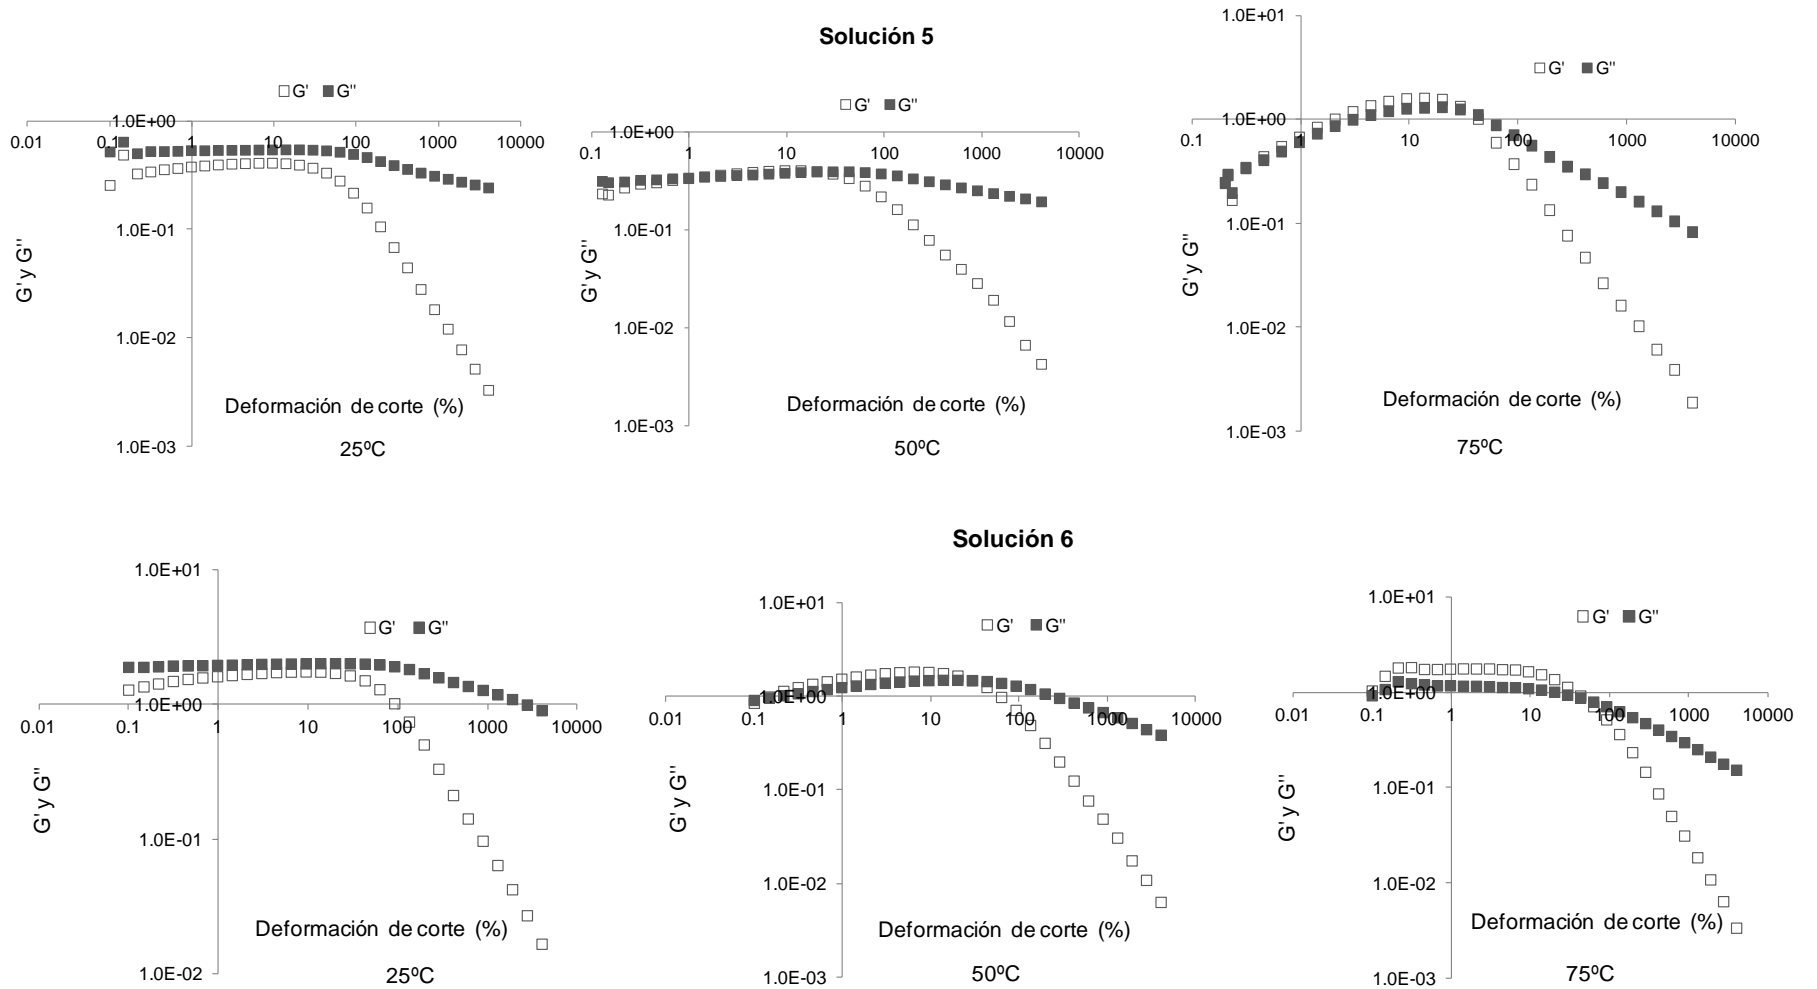 Solución 5
G' G"
1.0E+00
0.01 0.1 1 10 100 1000 10000
1.0E-01
1.0E-02
1.0E-03
G' y G"
Deformación de corte (%)
25ºC
G' G"
1.0E+00
0.1 1 10 100 1000 10000
1.0E-01
1.0E-02
1.0E-03
G' y G"
Deformación de corte (%)
50ºC
1.0E+01
G' G"
1.0E+00
0.1 1 10 100 1000 10000
1.0E-01
1.0E-02
1.0E-03
G' y G"
Deformación de corte (%)
75ºC
Solución 6
1.0E+01
G' G"
1.0E+00
0.01 0.1 1 10 100 1000 10000
1.0E-01
1.0E-02
G' y G"
Deformación de corte (%)
25ºC
1.0E+01
G' G"
1.0E+00
0.01 0.1 1 10 100 1000 10000
1.0E-01
1.0E-02
1.0E-03
G' y G"
Deformación de corte (%)
50ºC
1.0E+01
G' G"
1.0E+00
0.01 0.1 1 10 100 1000 10000
1.0E-01
1.0E-02
1.0E-03
G' y G"
Deformación de corte (%)
75ºC